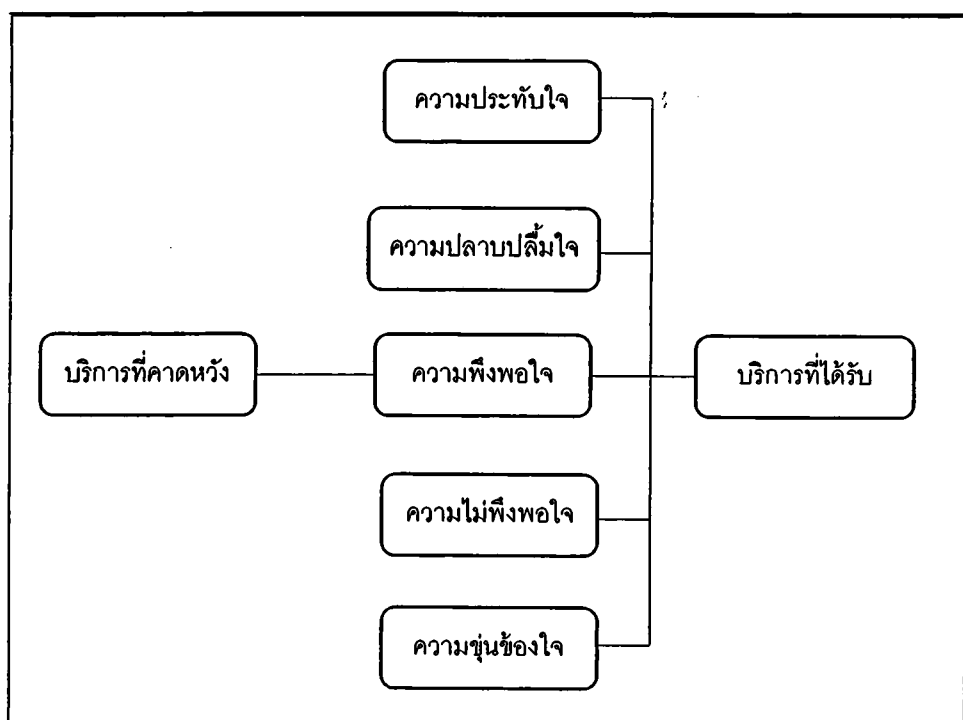 ความประทับใจ
ความปลาบปลื้มใจ
บริการที่คาดหวัง
ความพึงพอใจ
บริการที่ได้รับ
ความไม่พึงพอใจ
ความขุ่นข้องใจ